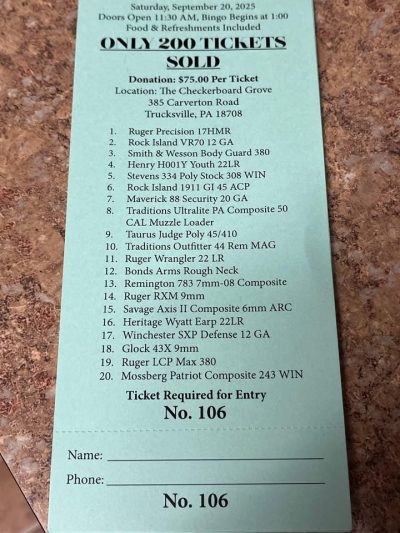 Saturday, September 20, 2025
Doors Open 11:30 AM, Bingo Begins at 1:00
Food & Refreshments Included
ONLY 200 TICKETS
SOLD
Donation: $75.00 Per Ticket
Location: The Checkerboard Grove
385 Carverton Road
Trucksville, PA 18708
1. Ruger Precision 17HMR
2. Rock Island VR70 12 GA
3. Smith & Wesson Body Guard 380
4. Henry H001Y Youth 22LR
5. Stevens 334 Poly Stock 308 WIN
6. Rock Island 1911 GI 45 ACP
7. Maverick 88 Security 20 GA
8. Traditions Ultralite PA Composite 50
CAL Muzzle Loader
9. Taurus Judge Poly 45/410
10. Traditions Outfitter 44 Rem MAG
11. Ruger Wrangler 22 LR
12. Bonds Arms Rough Neck
13. Remington 783 7mm-08 Composite
14. Ruger RXM 9mm
15. Savage Axis II Composite 6mm ARC
16. Heritage Wyatt Earp 22LR
17. Winchester SXP Defense 12 GA
18. Glock 43X 9mm
19. Ruger LCP Max 380
20. Mossberg Patriot Composite 243 WIN
Ticket Required for Entry
No. 106
Name:
Phone:
No. 106